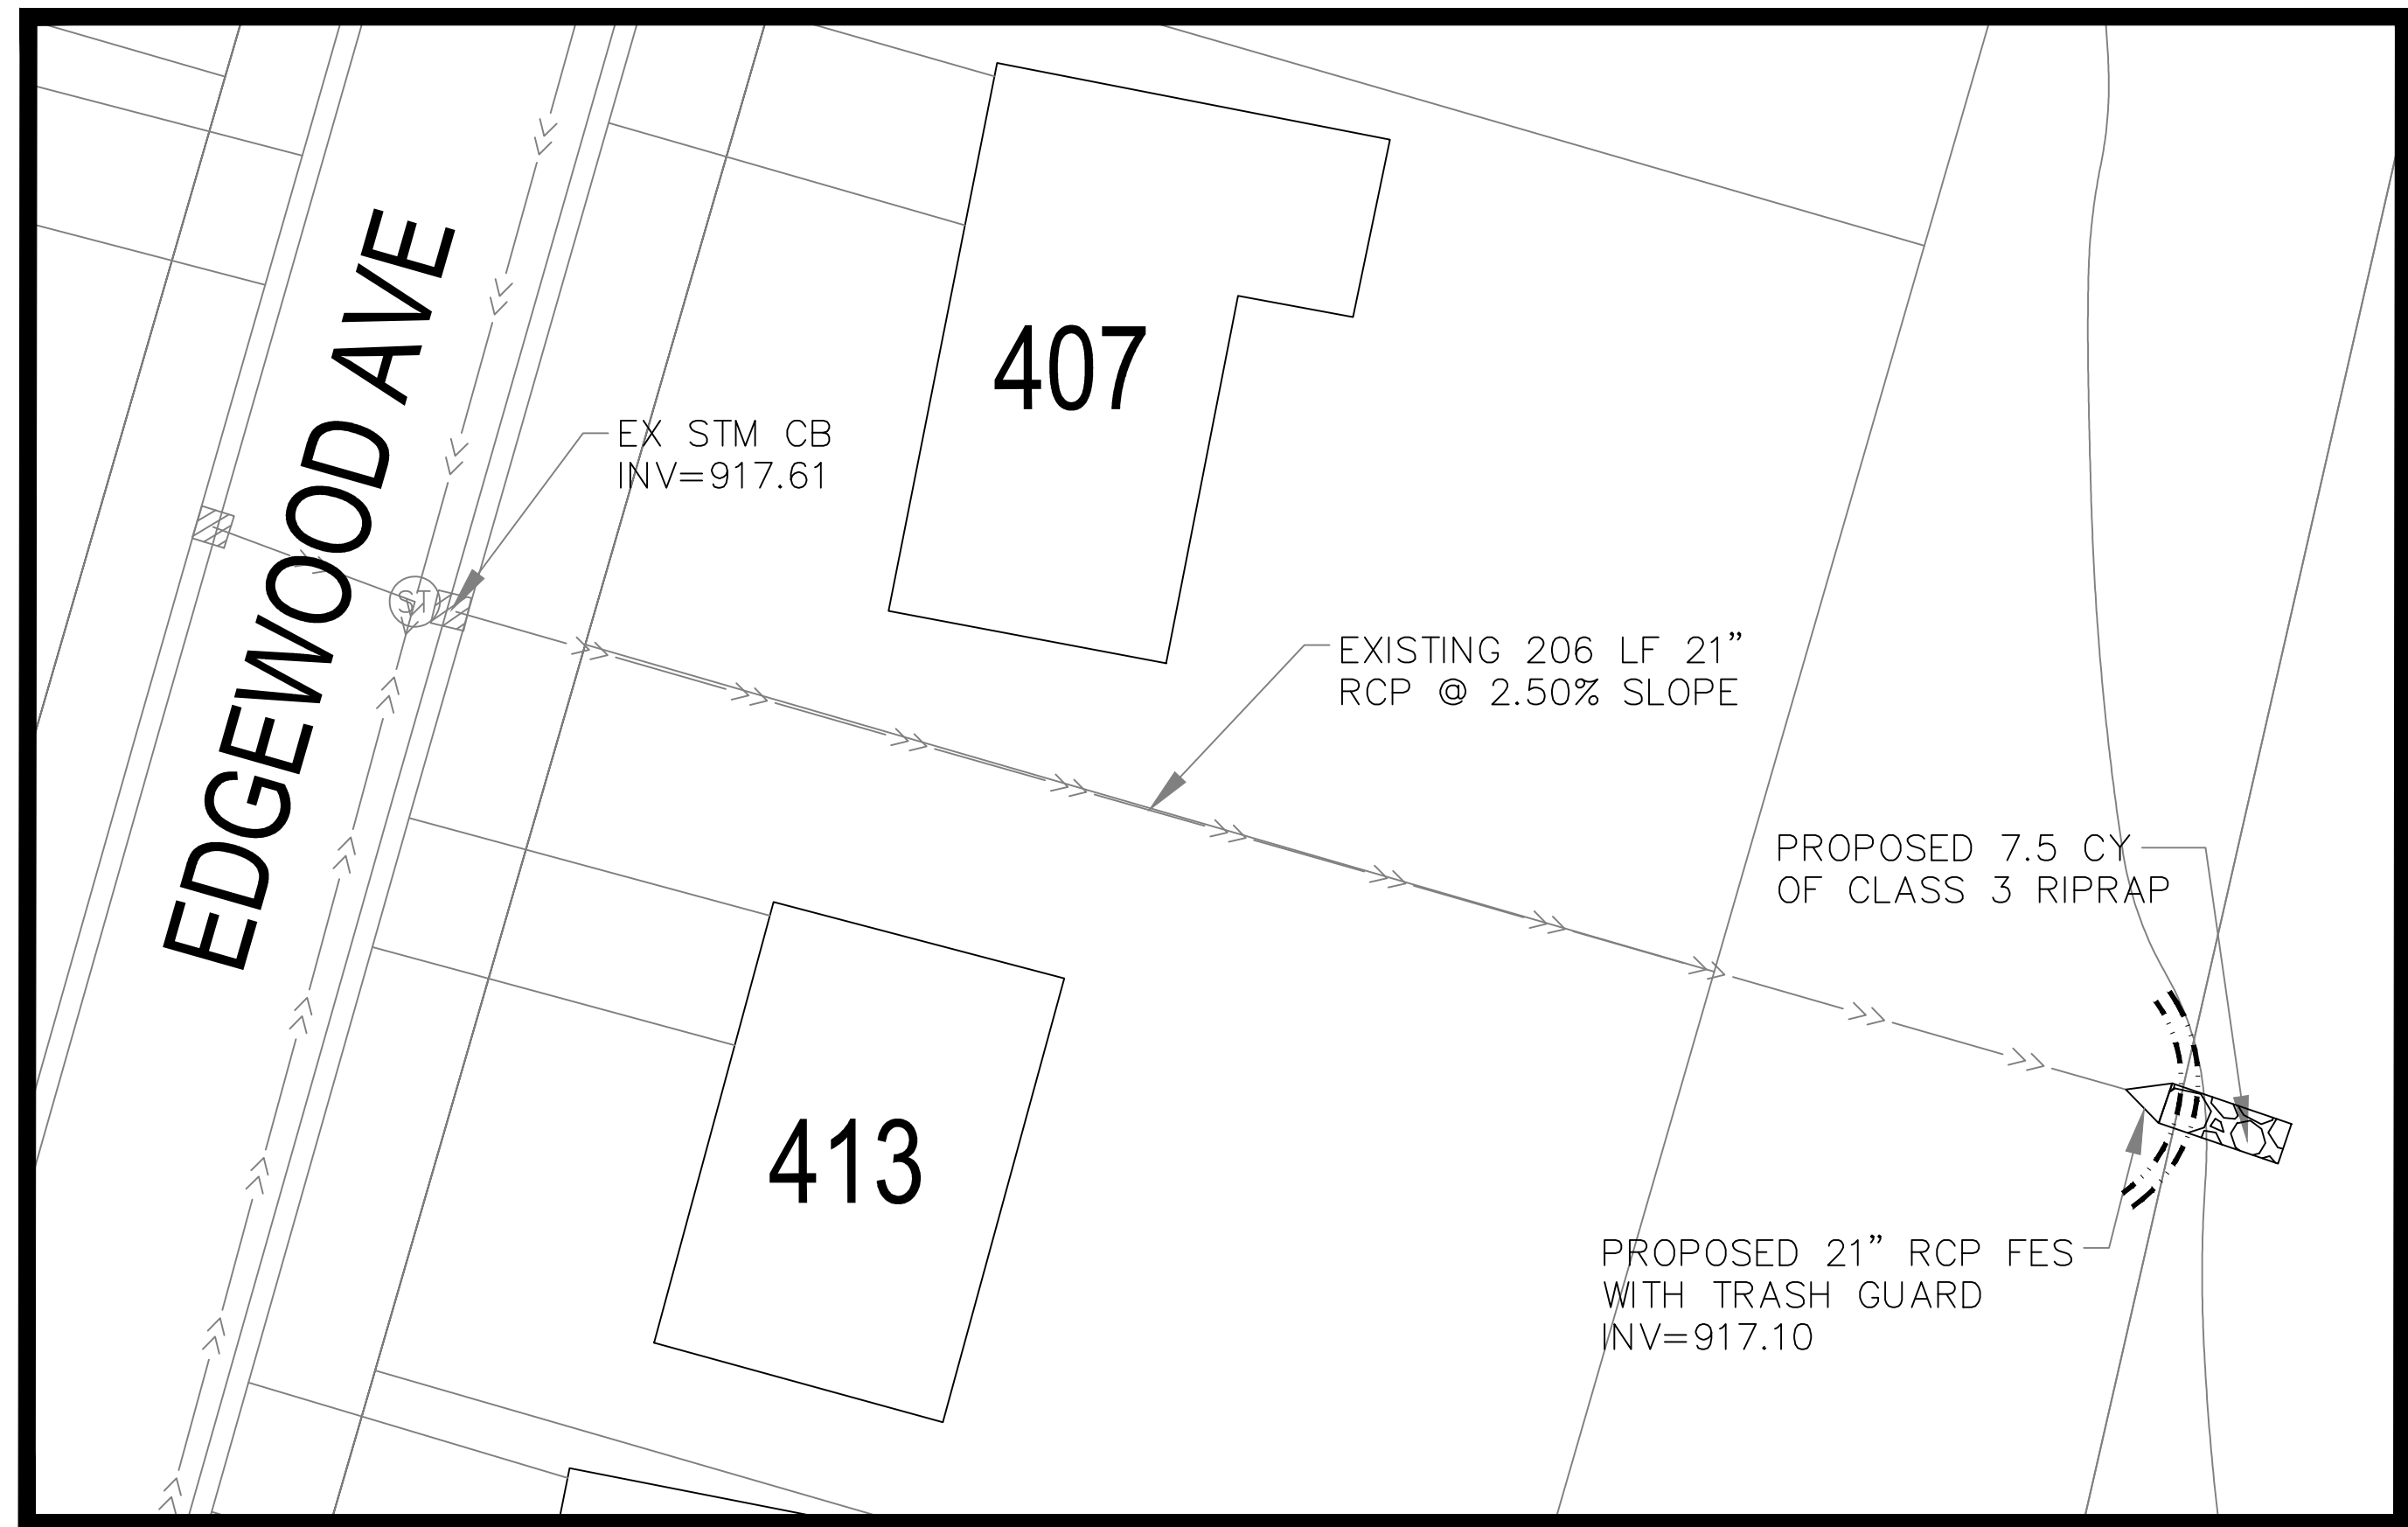 EDGEWOOD AVE
407
EX STM CB
INV=917.61
ST
EXISTING 206 LF 21”
RCP @ 2.50% SLOPE
PROPOSED 7.5 CY
OF CLASS 3 RIPRAP
413
PROPOSED 21” RCP FES
WITH TRASH GUARD
INV=917.10